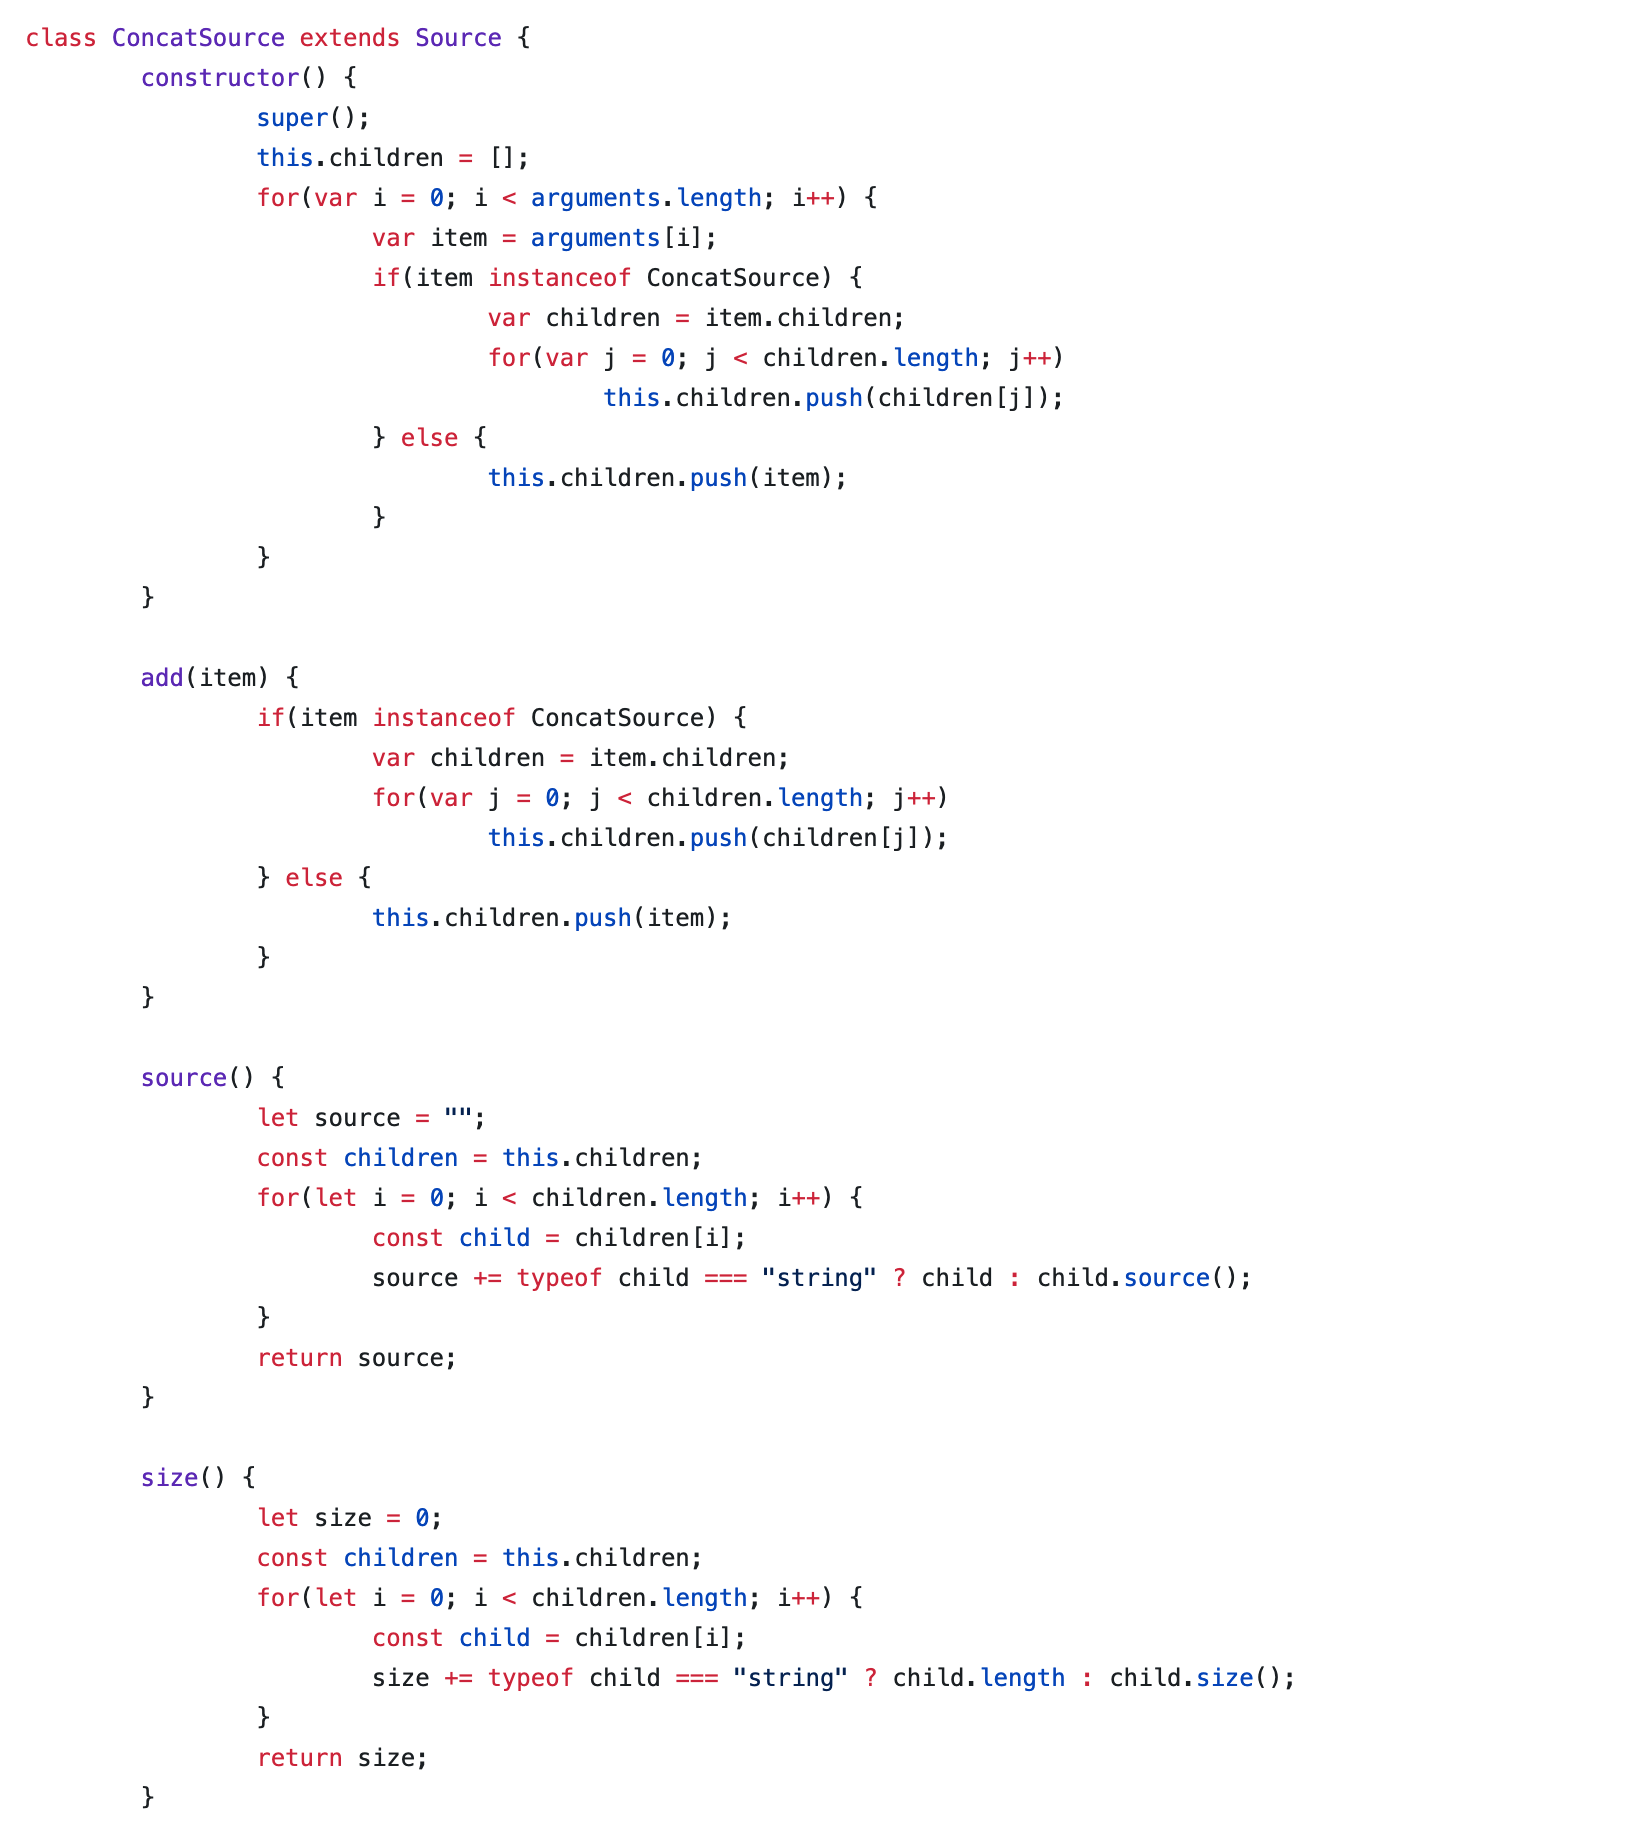 class ConcatSource extends Source {
	constructor() {
		super();
		this.children = [];
		for(var i = 0; i < arguments.length; i++) {
			var item = arguments[i];
			if(item instanceof ConcatSource) {
				var children = item.children;
				for(var j = 0; j < children.length; j++)
					this.children.push(children[j]);
			} else {
				this.children.push(item);
			}
		}
	}

	add(item) {
		if(item instanceof ConcatSource) {
			var children = item.children;
			for(var j = 0; j < children.length; j++)
				this.children.push(children[j]);
		} else {
			this.children.push(item);
		}
	}

	source() {
		let source = "";
		const children = this.children;
		for(let i = 0; i < children.length; i++) {
			const child = children[i];
			source += typeof child === "string" ? child : child.source();
		}
		return source;
	}

	size() {
		let size = 0;
		const children = this.children;
		for(let i = 0; i < children.length; i++) {
			const child = children[i];
			size += typeof child === "string" ? child.length : child.size();
		}
		return size;
	}